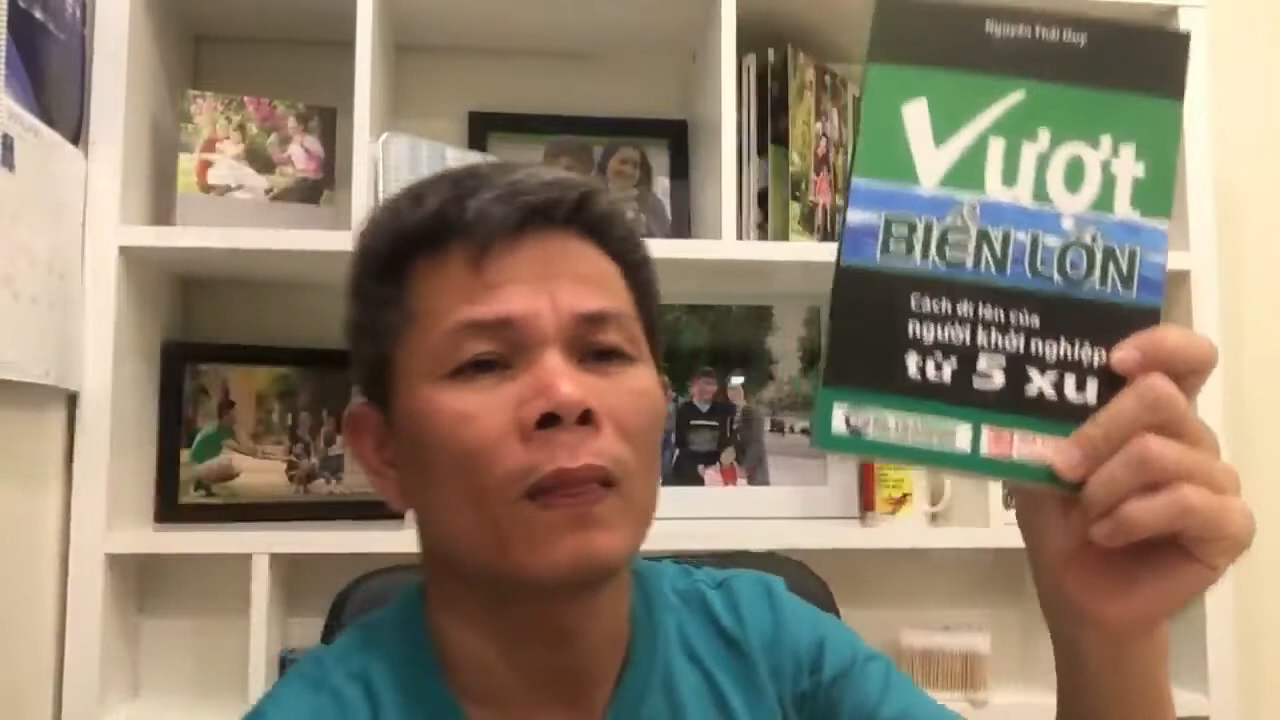 Nguyễn Thái Duy
Vượt
BIỂN LỚN
Cách đi lên của
người khởi nghiệp
từ 5 xu